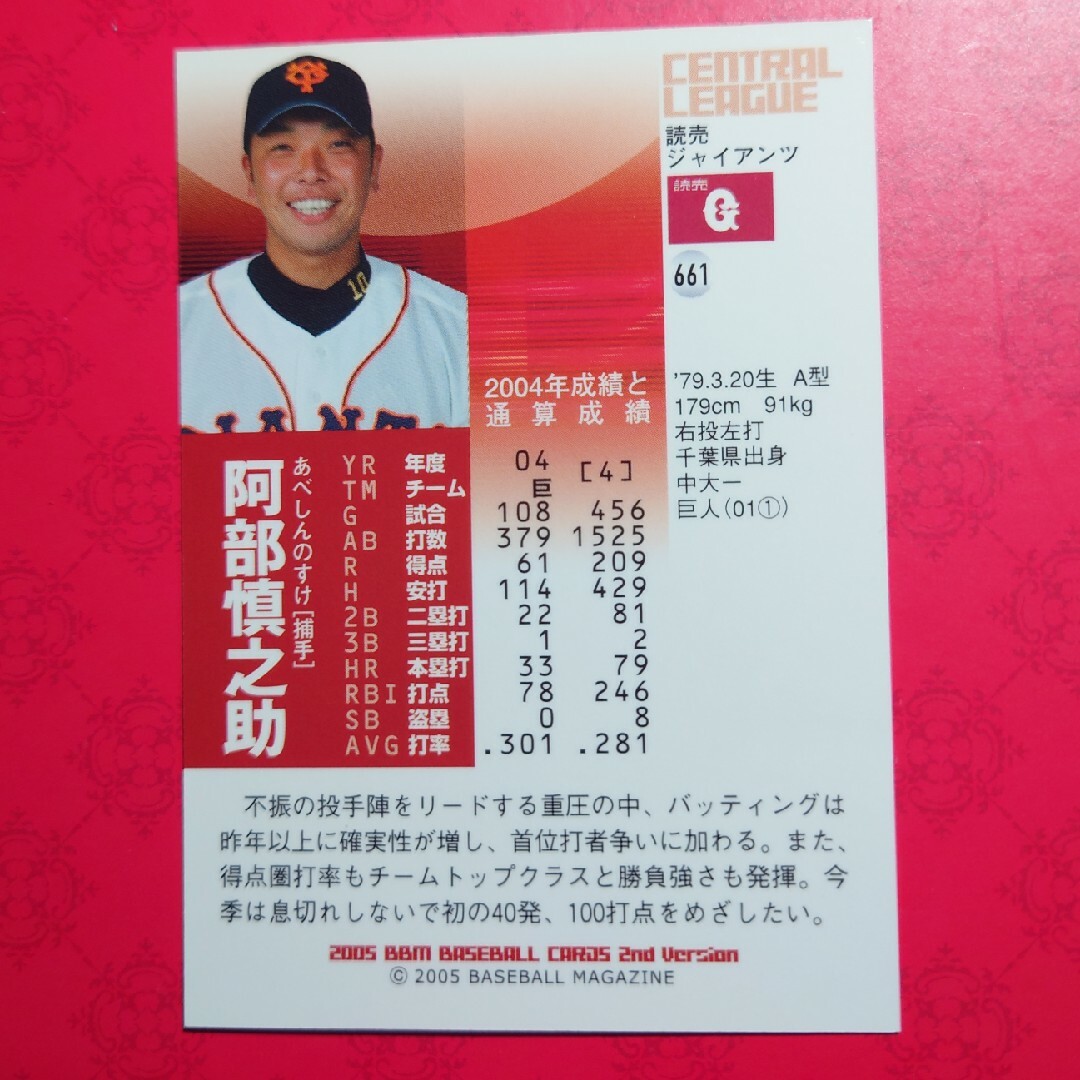 CENTRAL
LEAGUE
読売
ジャイアンツ
読売
G
661
10
'79.3.20生 A型
179cm 91kg
右投左打
千葉県出身
中大一
巨人(01①)
2004年成績と
通算成績
あべしんのすけ[捕手]
阿部慎之助
YR 年度 04 [4]
TM チーム 巨
G 試合 108 456
AB 打数 379 1525
R 得点 61 209
H 安打 114 429
2B 二塁打 22 81
3B 三塁打 1 2
HR 本塁打 33 79
RBI 打点 78 246
SB 盗塁 0 8
AVG 打率 .301 .281
不振の投手陣をリードする重圧の中、バッティングは
昨年以上に確実性が増し、首位打者争いに加わる。また、
得点圏打率もチームトップクラスと勝負強さも発揮。今
季は息切れしないで初の40発、100打点をめざしたい。
2005 BBM BASEBALL CARDS 2nd Version
© 2005 BASEBALL MAGAZINE